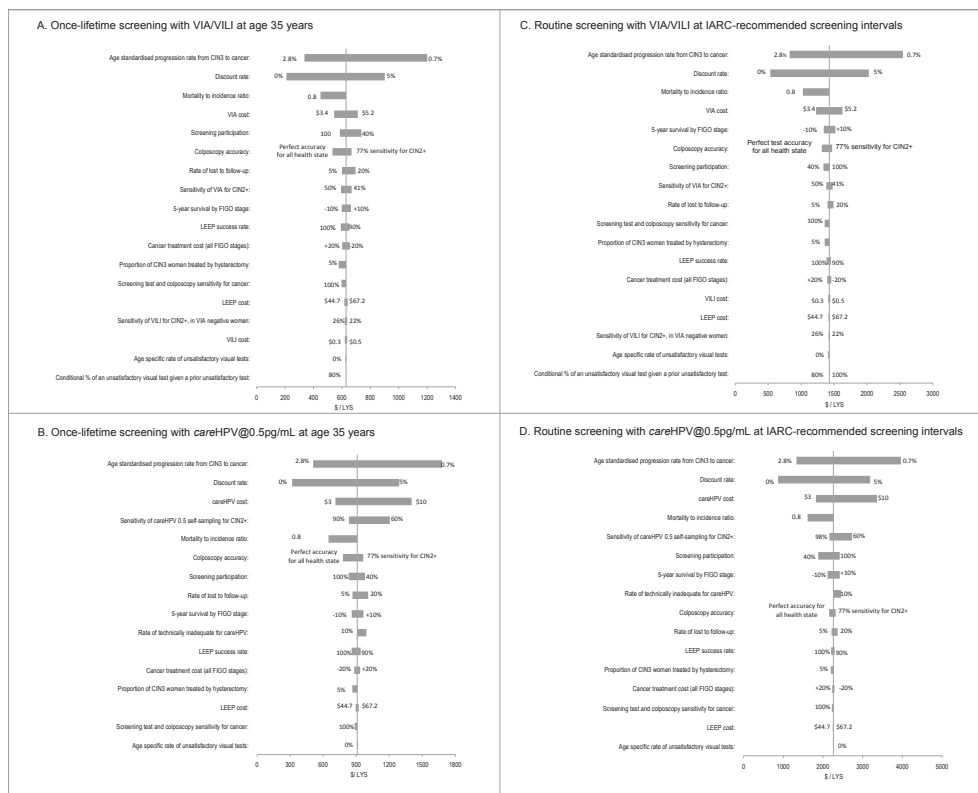 A. Once-lifetime screening with VIA/VILI at age 35 years
Age standardised progression rate from CIN3 to cancer: 2.8% 0.7%
Discount rate: 0% 5%
Mortality to incidence ratio: 0.8
VIA cost: $3.4 $5.2
Screening participation: 100 40%
Colposcopy accuracy: Perfect accuracy for all health state 77% sensitivity for CIN2+
Rate of lost to follow-up: 5% 20%
Sensitivity of VIA for CIN2+: 50% 41%
5-year survival by FIGO stage: -10% +10%
LEEP success rate: 100% 90%
Cancer treatment cost (all FIGO stages): +20% -20%
Proportion of CIN3 women treated by hysterectomy: 5%
Screening test and colposcopy sensitivity for cancer: 100%
LEEP cost: $44.7 $67.2
Sensitivity of VILI for CIN2+, in VIA negative women: 26% 22%
VILI cost: $0.3 $0.5
Age specific rate of unsatisfactory visual tests: 0%
Conditional % of an unsatisfactory visual test given a prior unsatisfactory test: 80%
0 200 400 600 800 1000 1200 1400
$ / LYS
C. Routine screening with VIA/VILI at IARC-recommended screening intervals
Age standardised progression rate from CIN3 to cancer: 2.8% 0.7%
Discount rate: 0% 5%
Mortality to incidence ratio: 0.8
VIA cost: $3.4 $5.2
5-year survival by FIGO stage: -10% +10%
Colposcopy accuracy: Perfect test accuracy for all health state 77% sensitivity for CIN2+
Screening participation: 40% 100%
Sensitivity of VIA for CIN2+: 50% 41%
Rate of lost to follow-up: 5% 20%
Screening test and colposcopy sensitivity for cancer: 100%
Proportion of CIN3 women treated by hysterectomy: 5%
LEEP success rate: 100% 90%
Cancer treatment cost (all FIGO stages): +20% -20%
VILI cost: $0.3 $0.5
LEEP cost: $44.7 $67.2
Sensitivity of VILI for CIN2+, in VIA negative women: 26% 22%
Age specific rate of unsatisfactory visual tests: 0%
Conditional % of an unsatisfactory visual test given a prior unsatisfactory test: 80% 100%
0 500 1000 1500 2000 2500 3000
$ / LYS
B. Once-lifetime screening with careHPV@0.5pg/mL at age 35 years
Age standardised progression rate from CIN3 to cancer: 2.8% 0.7%
Discount rate: 0% 5%
careHPV cost: $3 $10
Sensitivity of careHPV 0.5 self-sampling for CIN2+: 90% 60%
Mortality to incidence ratio: 0.8
Colposcopy accuracy: Perfect accuracy for all health state 77% sensitivity for CIN2+
Screening participation: 100% 40%
Rate of lost to follow-up: 5% 20%
5-year survival by FIGO stage: -10% +10%
Rate of technically inadequate for careHPV: 10%
LEEP success rate: 100% 90%
Cancer treatment cost (all FIGO stages): -20% +20%
Proportion of CIN3 women treated by hysterectomy: 5%
LEEP cost: $44.7 $67.2
Screening test and colposcopy sensitivity for cancer: 100%
Age specific rate of unsatisfactory visual tests: 0%
0 300 600 900 1200 1500 1800
$/ LYS
D. Routine screening with careHPV@0.5pg/mL at IARC-recommended screening intervals
Age standardised progression rate from CIN3 to cancer: 2.8% 0.7%
Discount rate: 0% 5%
careHPV cost: $3 $10
Mortality to incidence ratio: 0.8
Sensitivity of careHPV 0.5 self-sampling for CIN2+: 98% 60%
Screening participation: 40% 100%
5-year survival by FIGO stage: -10% +10%
Rate of technically inadequate for careHPV: 10%
Colposcopy accuracy: Perfect accuracy for all health state 77% sensitivity for CIN2+
Rate of lost to follow-up: 5% 20%
LEEP success rate: 100% 90%
Proportion of CIN3 women treated by hysterectomy: 5%
Cancer treatment cost (all FIGO stages): +20% -20%
Screening test and colposcopy sensitivity for cancer: 100%
LEEP cost: $44.7 $67.2
Age specific rate of unsatisfactory visual tests: 0%
0 1000 2000 3000 4000 5000
$ / LYS